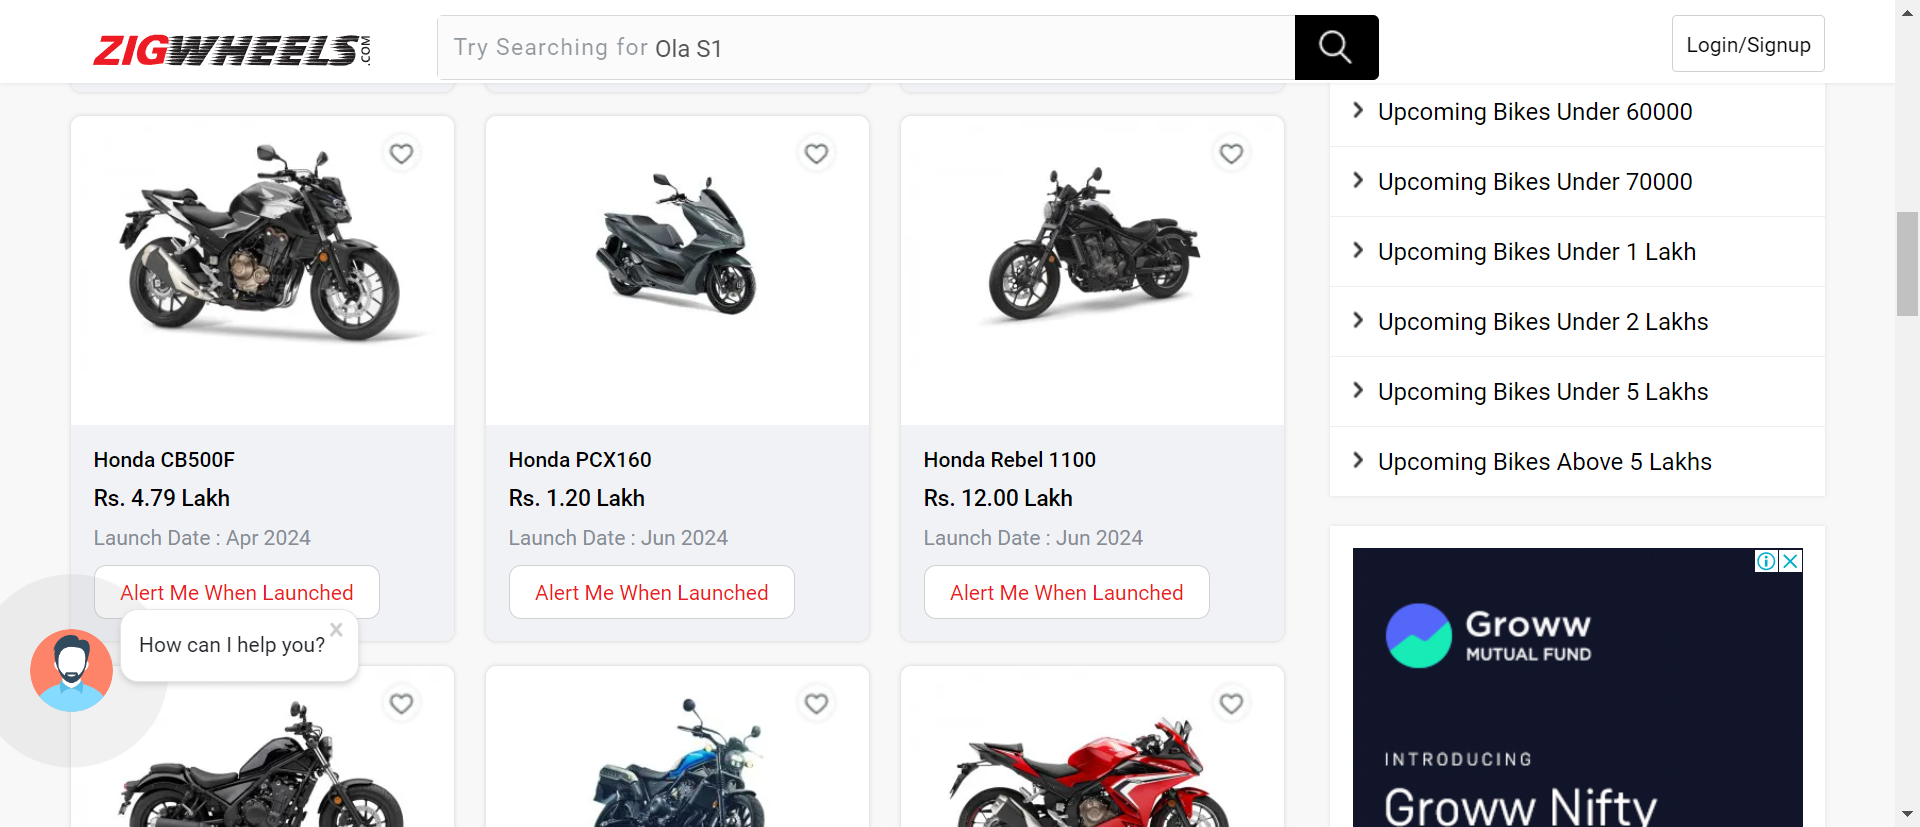 ZIGWHEELS.COM
Try Searching for Ola S1
Login/Signup
Honda CB500F
Rs. 4.79 Lakh
Launch Date : Apr 2024
Alert Me When Launched
Honda PCX160
Rs. 1.20 Lakh
Launch Date : Jun 2024
Alert Me When Launched
Honda Rebel 1100
Rs. 12.00 Lakh
Launch Date : Jun 2024
Alert Me When Launched
How can I help you?
Upcoming Bikes Under 60000
Upcoming Bikes Under 70000
Upcoming Bikes Under 1 Lakh
Upcoming Bikes Under 2 Lakhs
Upcoming Bikes Under 5 Lakhs
Upcoming Bikes Above 5 Lakhs
Groww
MUTUAL FUND
INTRODUCING
Groww Nifty